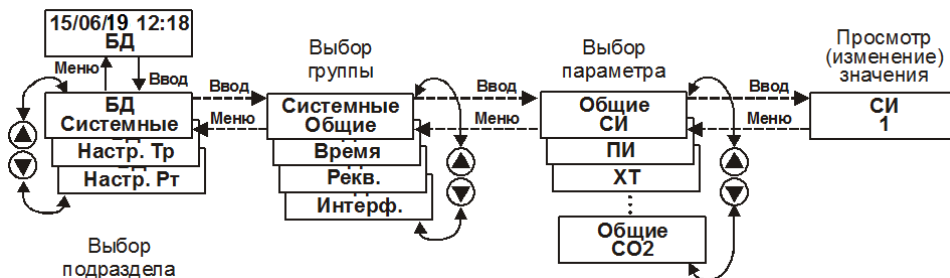 15/06/19 12:18
БД
Меню
Ввод
БД
Системные
Настр. Тр
Настр. Рт
Выбор
подраздела
Ввод
Меню
Выбор
группы
Системные
Общие
Время
Рекв.
Интерф.
Ввод
Меню
Выбор
параметра
Общие
СИ
ПИ
ХТ
Общие
СО2
Ввод
Меню
Просмотр
(изменение)
значения
СИ
1